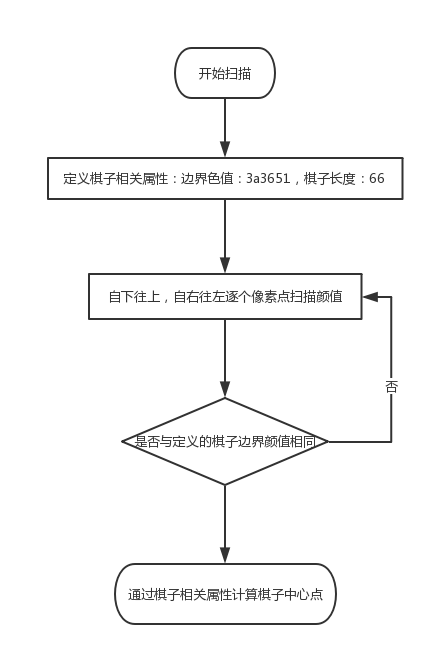 开始扫描
定义棋子相关属性：边界色值：3a3651，棋子长度：66
自下往上，自右往左逐个像素点扫描颜值
否
是否与定义的棋子边界颜值相同
通过棋子相关属性计算棋子中心点